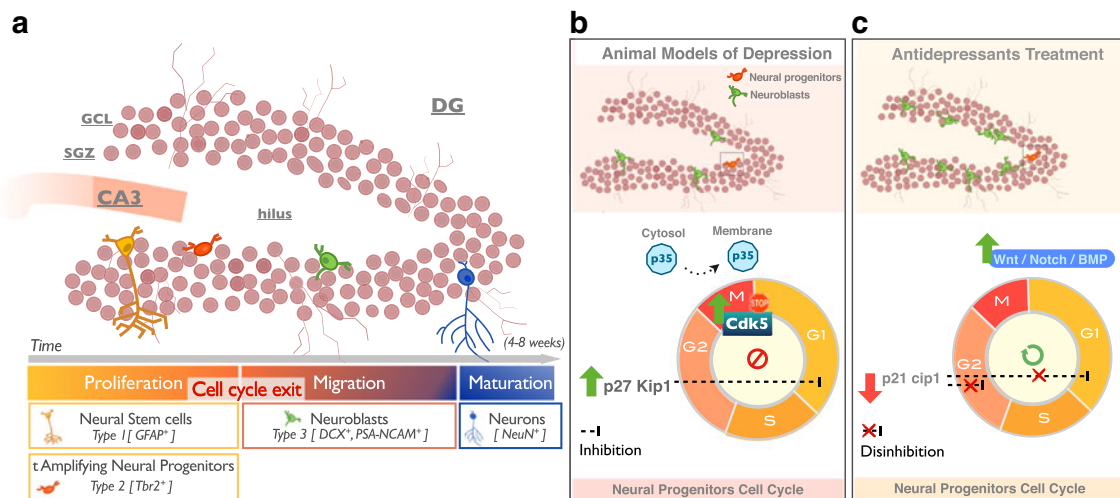 a
DG
GCL
SGZ
CA3
hilus
Time
(4-8 weeks)
Proliferation
Cell cycle exit
Migration
Maturation
Neural Stem cells
Type 1[ GFAP+]
Neuroblasts
Type 3 [ DCX+, PSA-NCAM+]
Neurons
[ NeuN+]
t Amplifying Neural Progenitors
Type 2 [Tbr2+]
b
Animal Models of Depression
Neural progenitors
Neuroblasts
Cytosol
Membrane
p35
p35
M
STOP
Cdk5
G1
G2
S
p27 Kip1
Inhibition
Neural Progenitors Cell Cycle
c
Antidepressants Treatment
Wnt / Notch / BMP
M
G1
G2
S
p21 cip1
Disinhibition
Neural Progenitors Cell Cycle